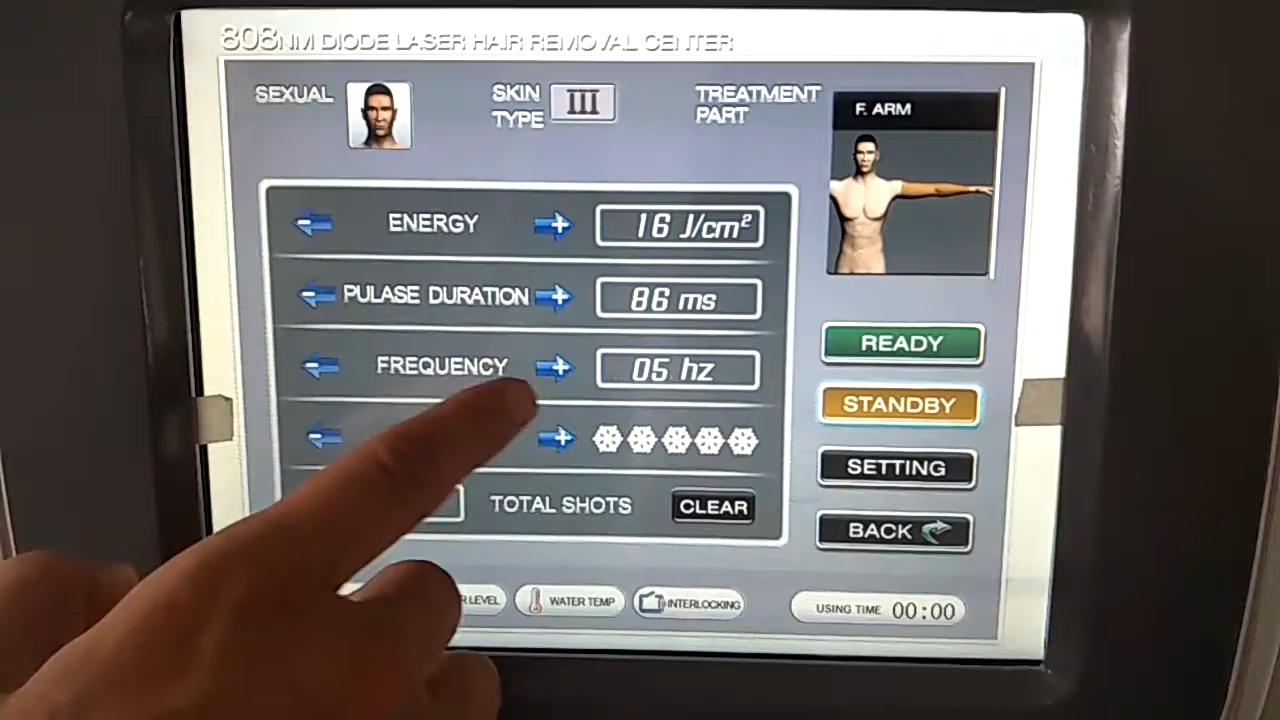 808NM DIODE LASER HAIR REMOVAL CENTER
SEXUAL
SKIN TYPE III
TREATMENT PART
F. ARM
ENERGY 16 J/cm²
PULASE DURATION 86 ms
FREQUENCY 05 hz
TOTAL SHOTS CLEAR
READY
STANDBY
SETTING
BACK
LEVEL
WATER TEMP
INTERLOCKING
USING TIME 00:00